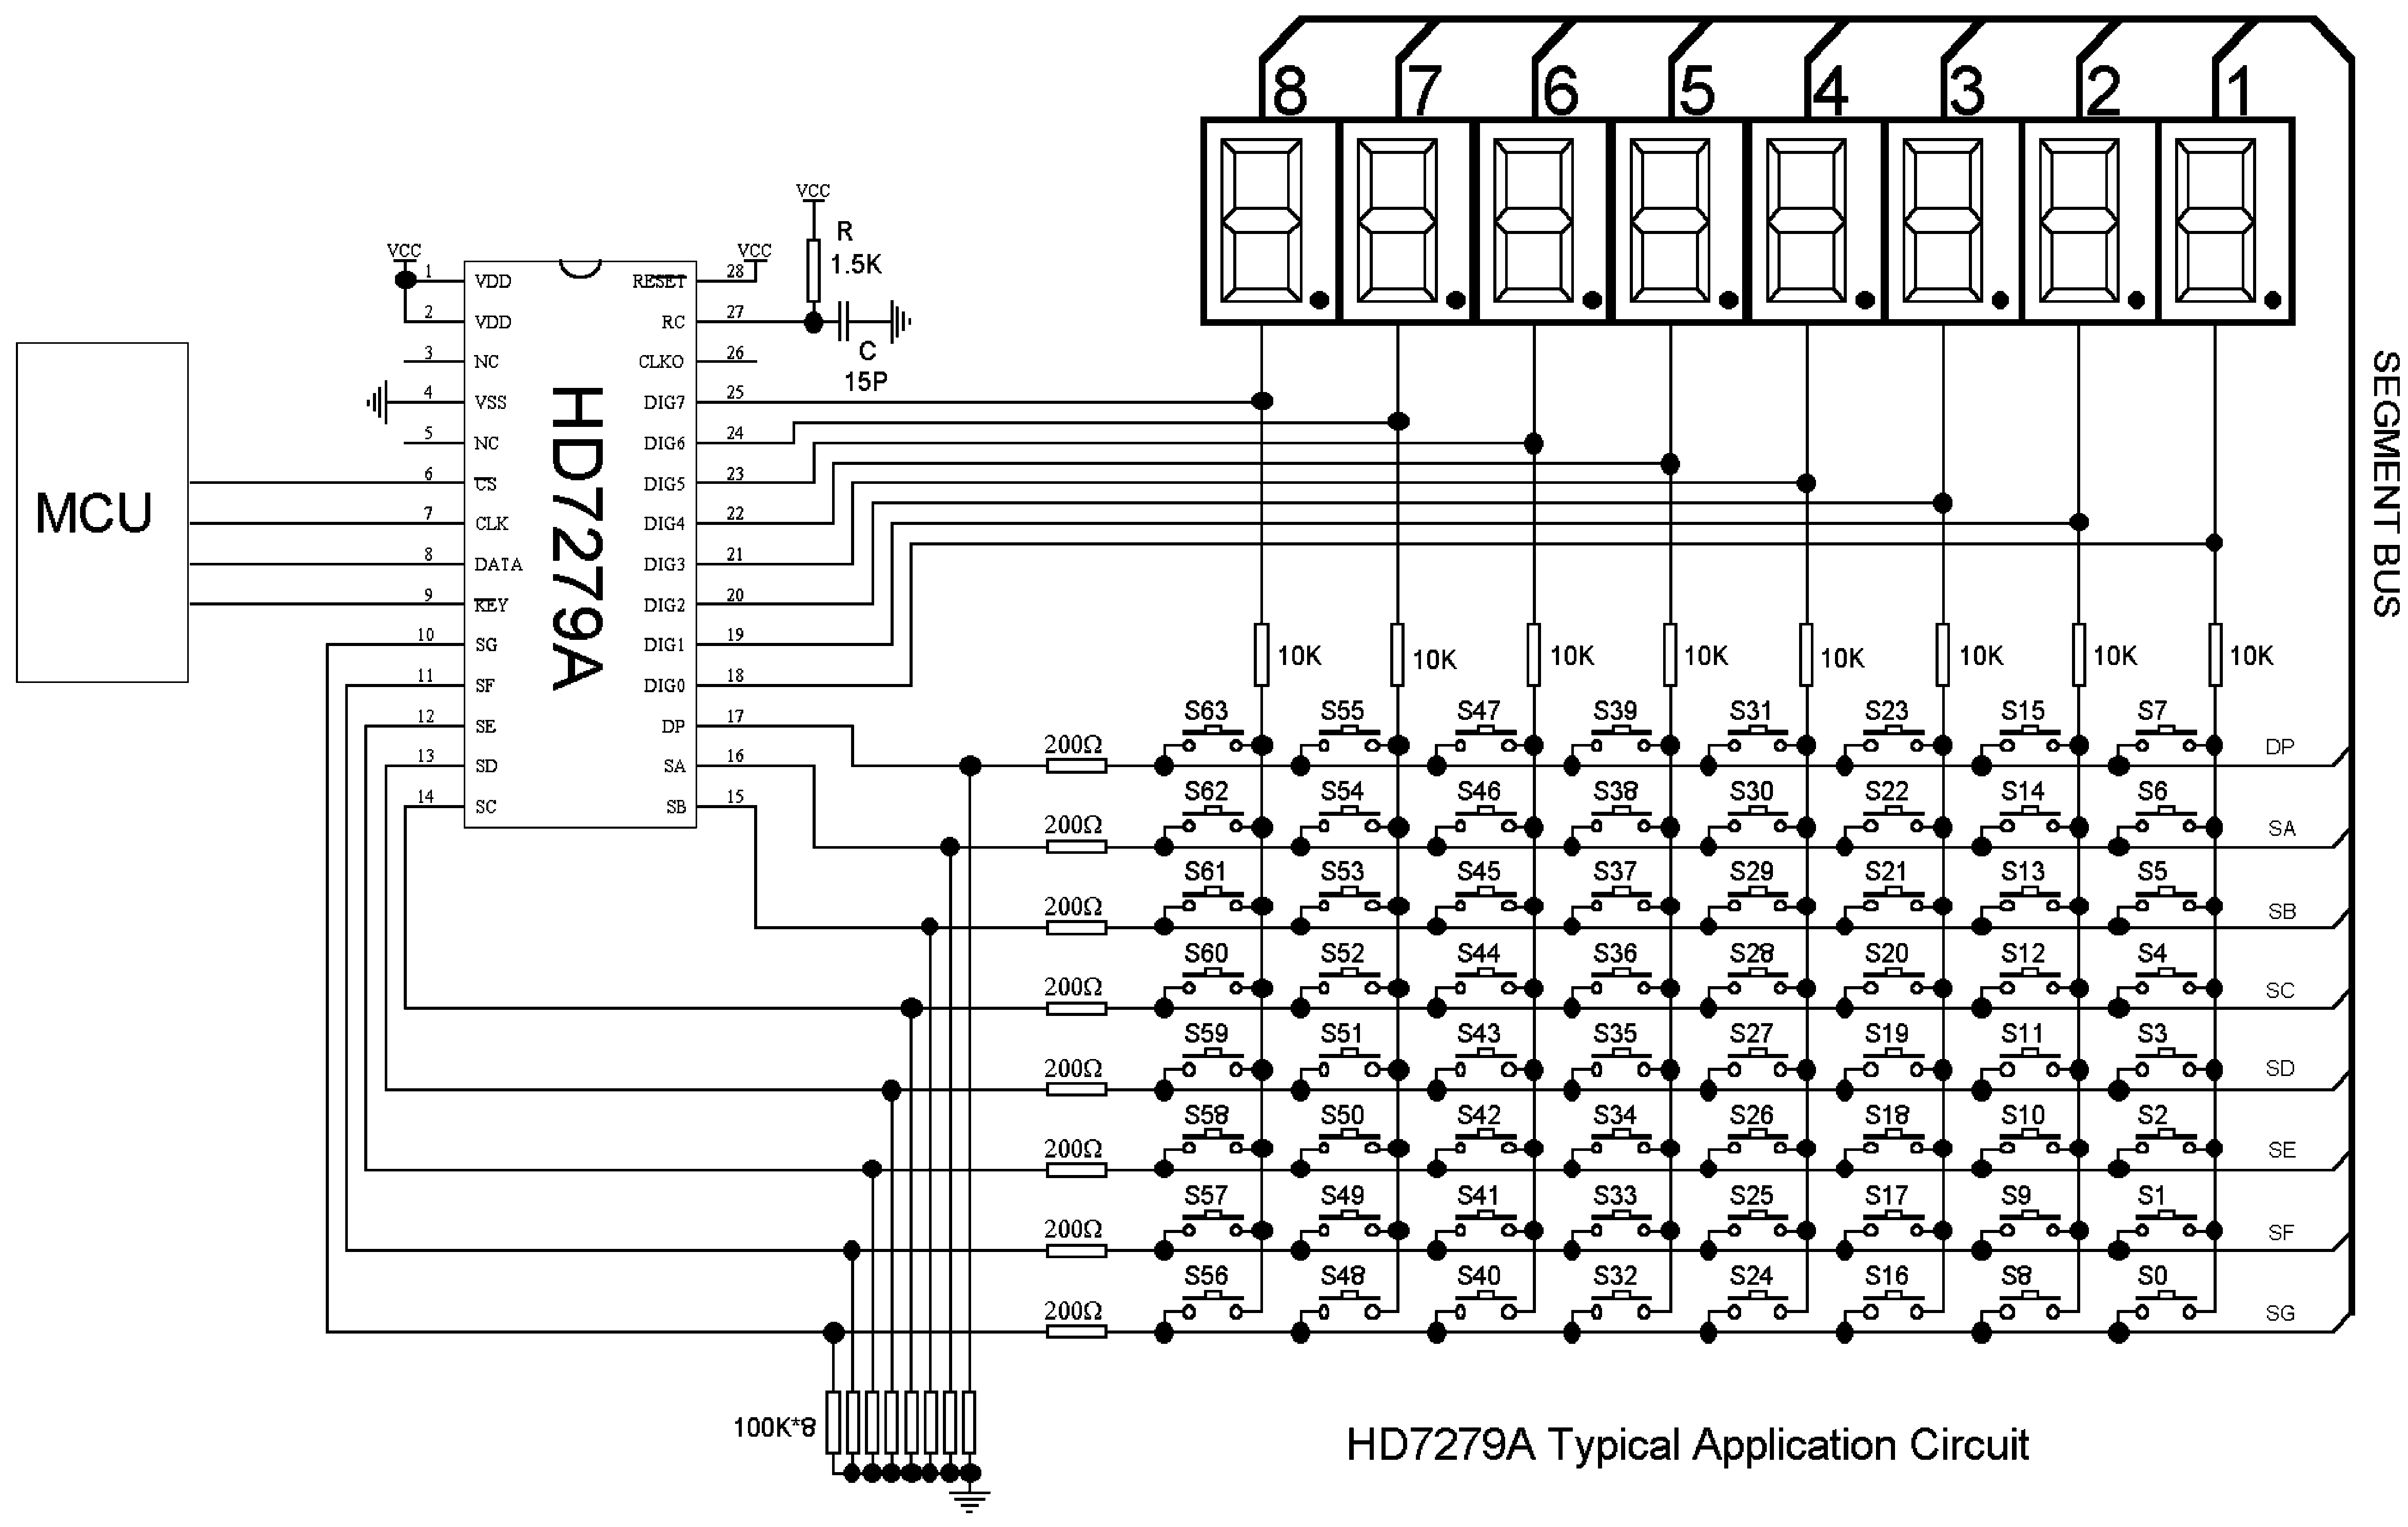 8 7 6 5 4 3 2 1
SEGMENT BUS
VCC
R
1.5K
C
15P
VCC
VCC
MCU
HD7279A
1 VDD
2 VDD
3 NC
4 VSS
5 NC
6 CS
7 CLK
8 DATA
9 KEY
10 SG
11 SF
12 SE
13 SD
14 SC
RESET 28
RC 27
CLKO 26
DIG7 25
DIG6 24
DIG5 23
DIG4 22
DIG3 21
DIG2 20
DIG1 19
DIG0 18
DP 17
SA 16
SB 15
10K 10K 10K 10K 10K 10K 10K 10K
S63 S55 S47 S39 S31 S23 S15 S7
200Ω DP
S62 S54 S46 S38 S30 S22 S14 S6
200Ω SA
S61 S53 S45 S37 S29 S21 S13 S5
200Ω SB
S60 S52 S44 S36 S28 S20 S12 S4
200Ω SC
S59 S51 S43 S35 S27 S19 S11 S3
200Ω SD
S58 S50 S42 S34 S26 S18 S10 S2
200Ω SE
S57 S49 S41 S33 S25 S17 S9 S1
200Ω SF
S56 S48 S40 S32 S24 S16 S8 S0
200Ω SG
100K*8
HD7279A Typical Application Circuit